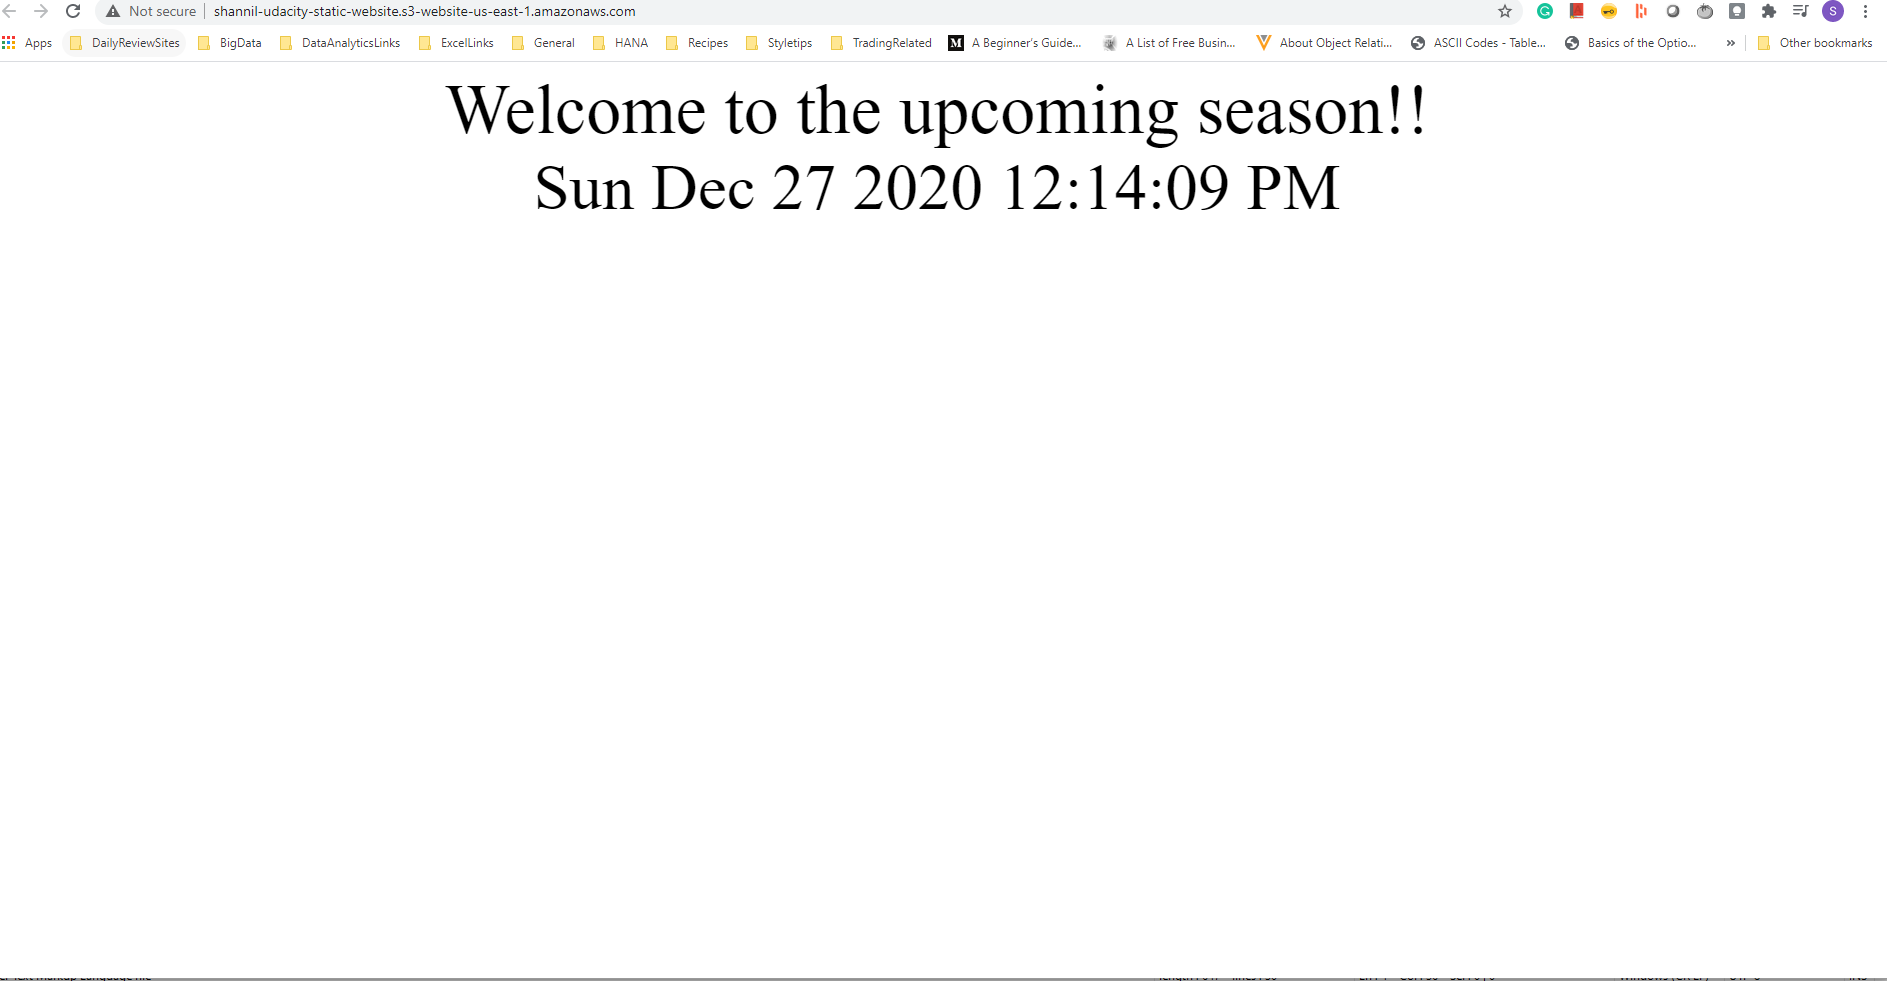 Not secure shannil-udacity-static-website.s3-website-us-east-1.amazonaws.com S
Apps DailyReviewSites BigData DataAnalyticsLinks ExcelLinks General HANA Recipes Styletips TradingRelated M A Beginner's Guide... A List of Free Busin... About Object Relati... ASCII Codes - Table... Basics of the Optio... » Other bookmarks
Welcome to the upcoming season!!
Sun Dec 27 2020 12:14:09 PM